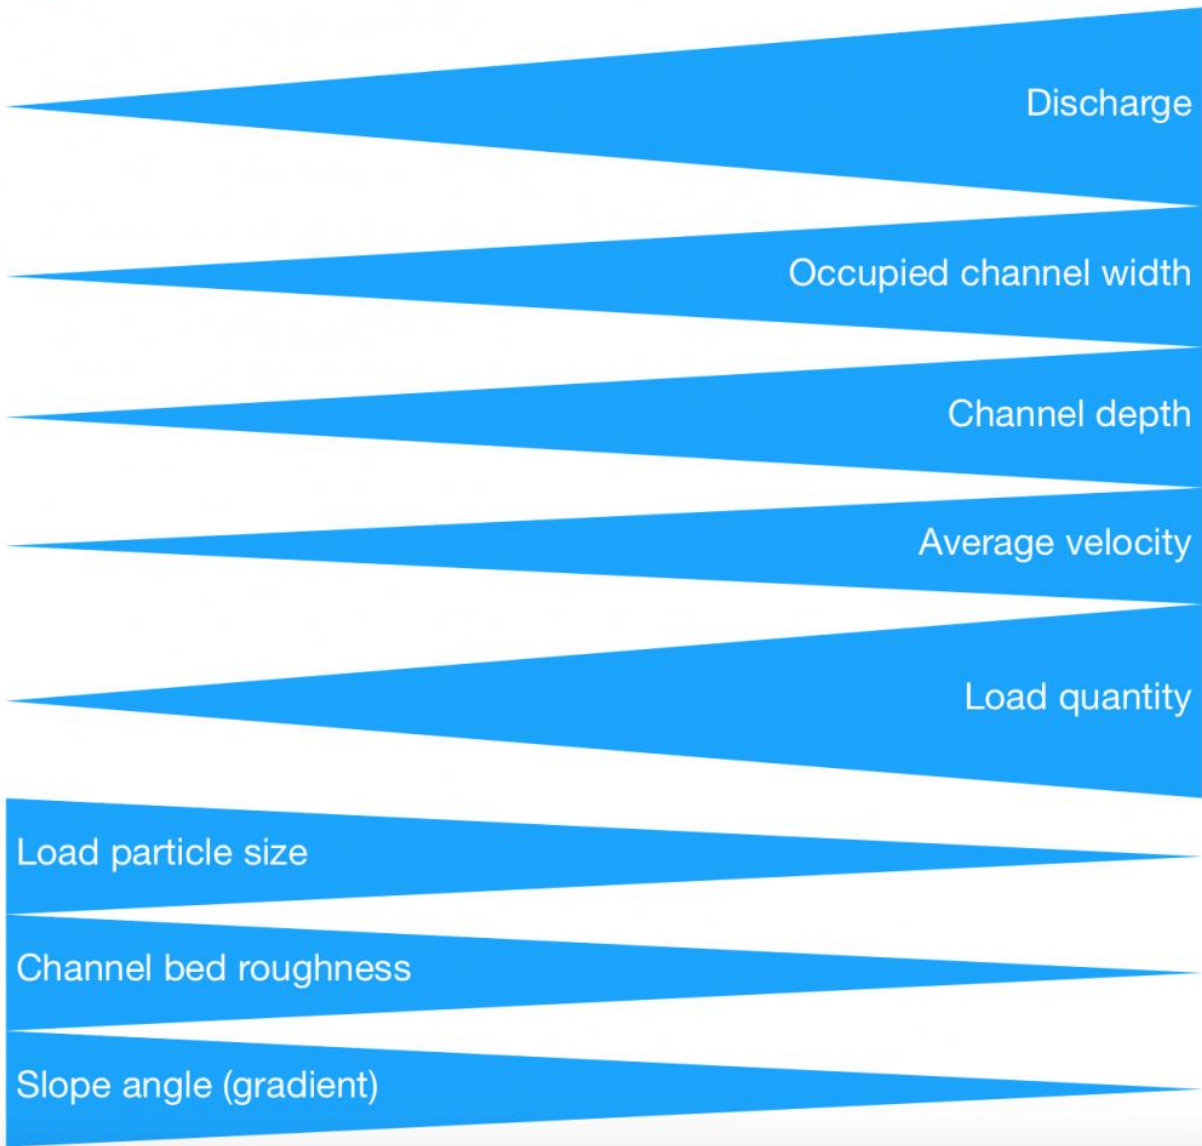 Discharge
Occupied channel width
Channel depth
Average velocity
Load quantity
Load particle size
Channel bed roughness
Slope angle (gradient)